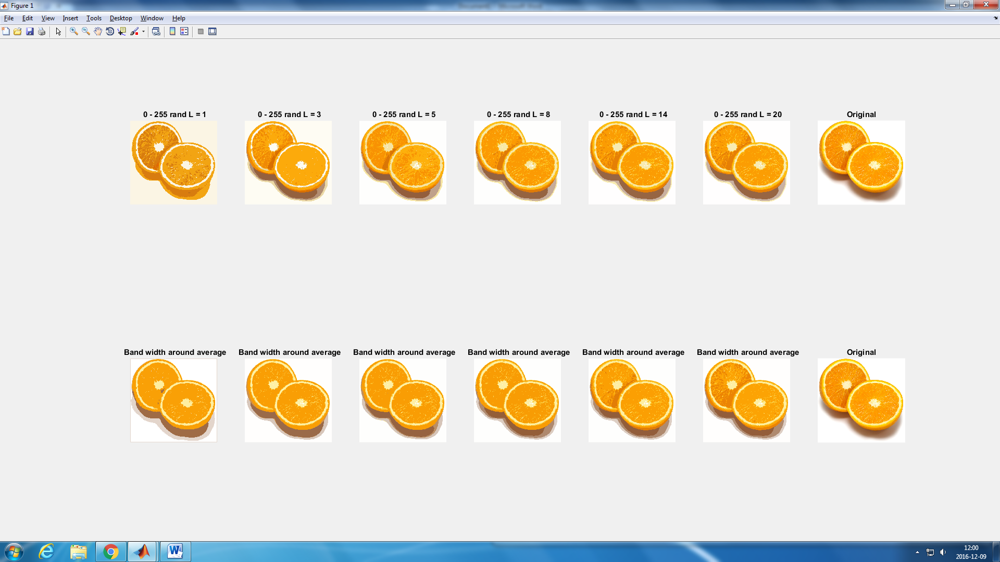 Figure 1
File Edit View Insert Tools Desktop Window Help
0 - 255 rand L = 1 0 - 255 rand L = 3 0 - 255 rand L = 5 0 - 255 rand L = 8 0 - 255 rand L = 14 0 - 255 rand L = 20 Original
Band width around average Band width around average Band width around average Band width around average Band width around average Band width around average Original
12:00
2016-12-09